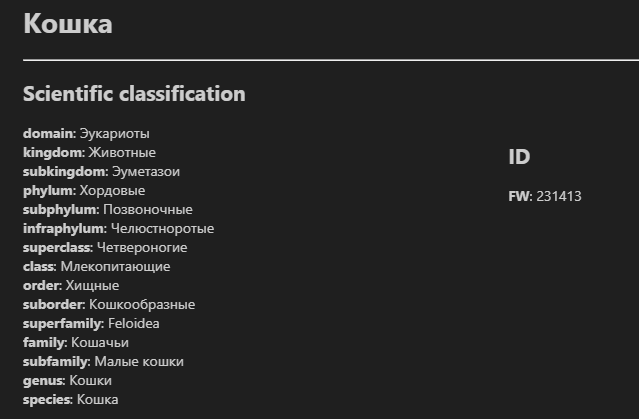 Кошка
Scientific classification
domain: Эукариоты
kingdom: Животные
subkingdom: Эуметазои
phylum: Хордовые
subphylum: Позвоночные
infraphylum: Челюстноротые
superclass: Четвероногие
class: Млекопитающие
order: Хищные
suborder: Кошкообразные
superfamily: Feloidea
family: Кошачьи
subfamily: Малые кошки
genus: Кошки
species: Кошка
ID
FW: 231413